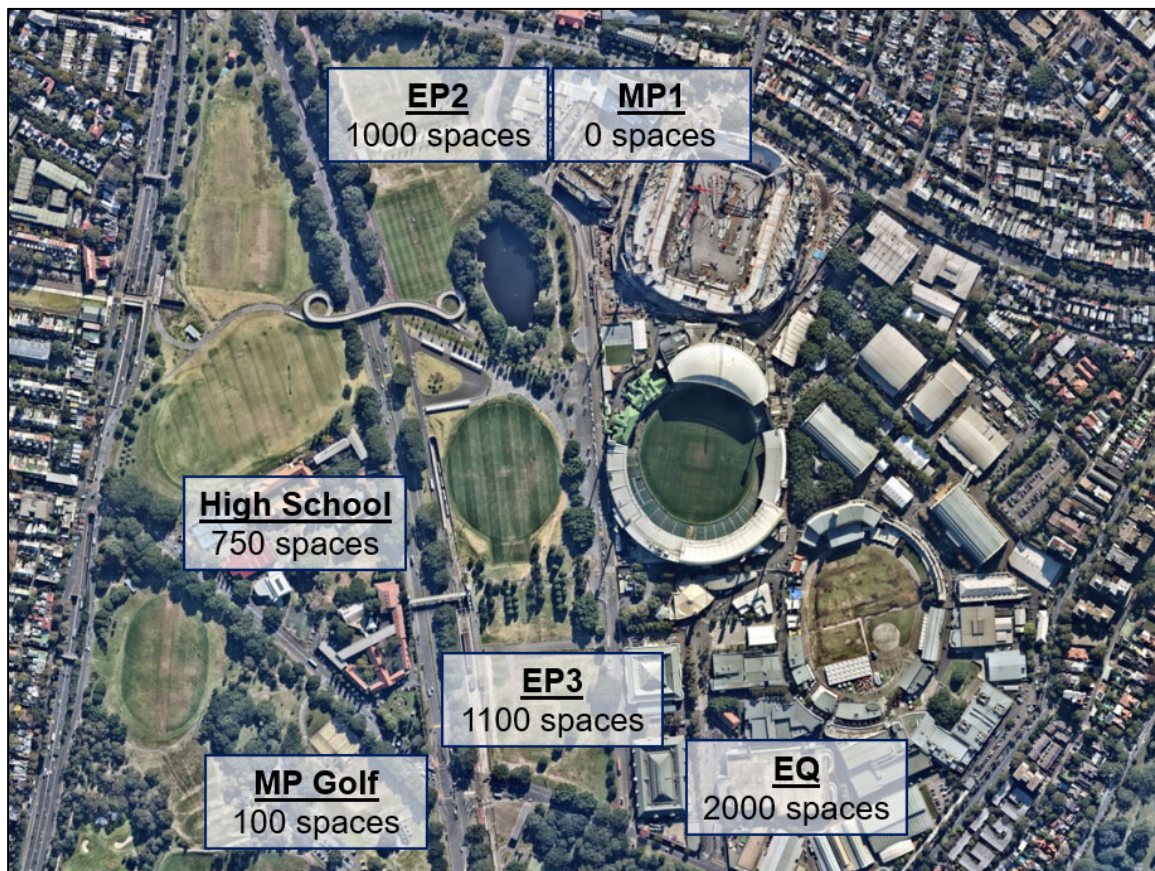 EP2
1000 spaces
MP1
0 spaces
High School
750 spaces
EP3
1100 spaces
MP Golf
100 spaces
EQ
2000 spaces